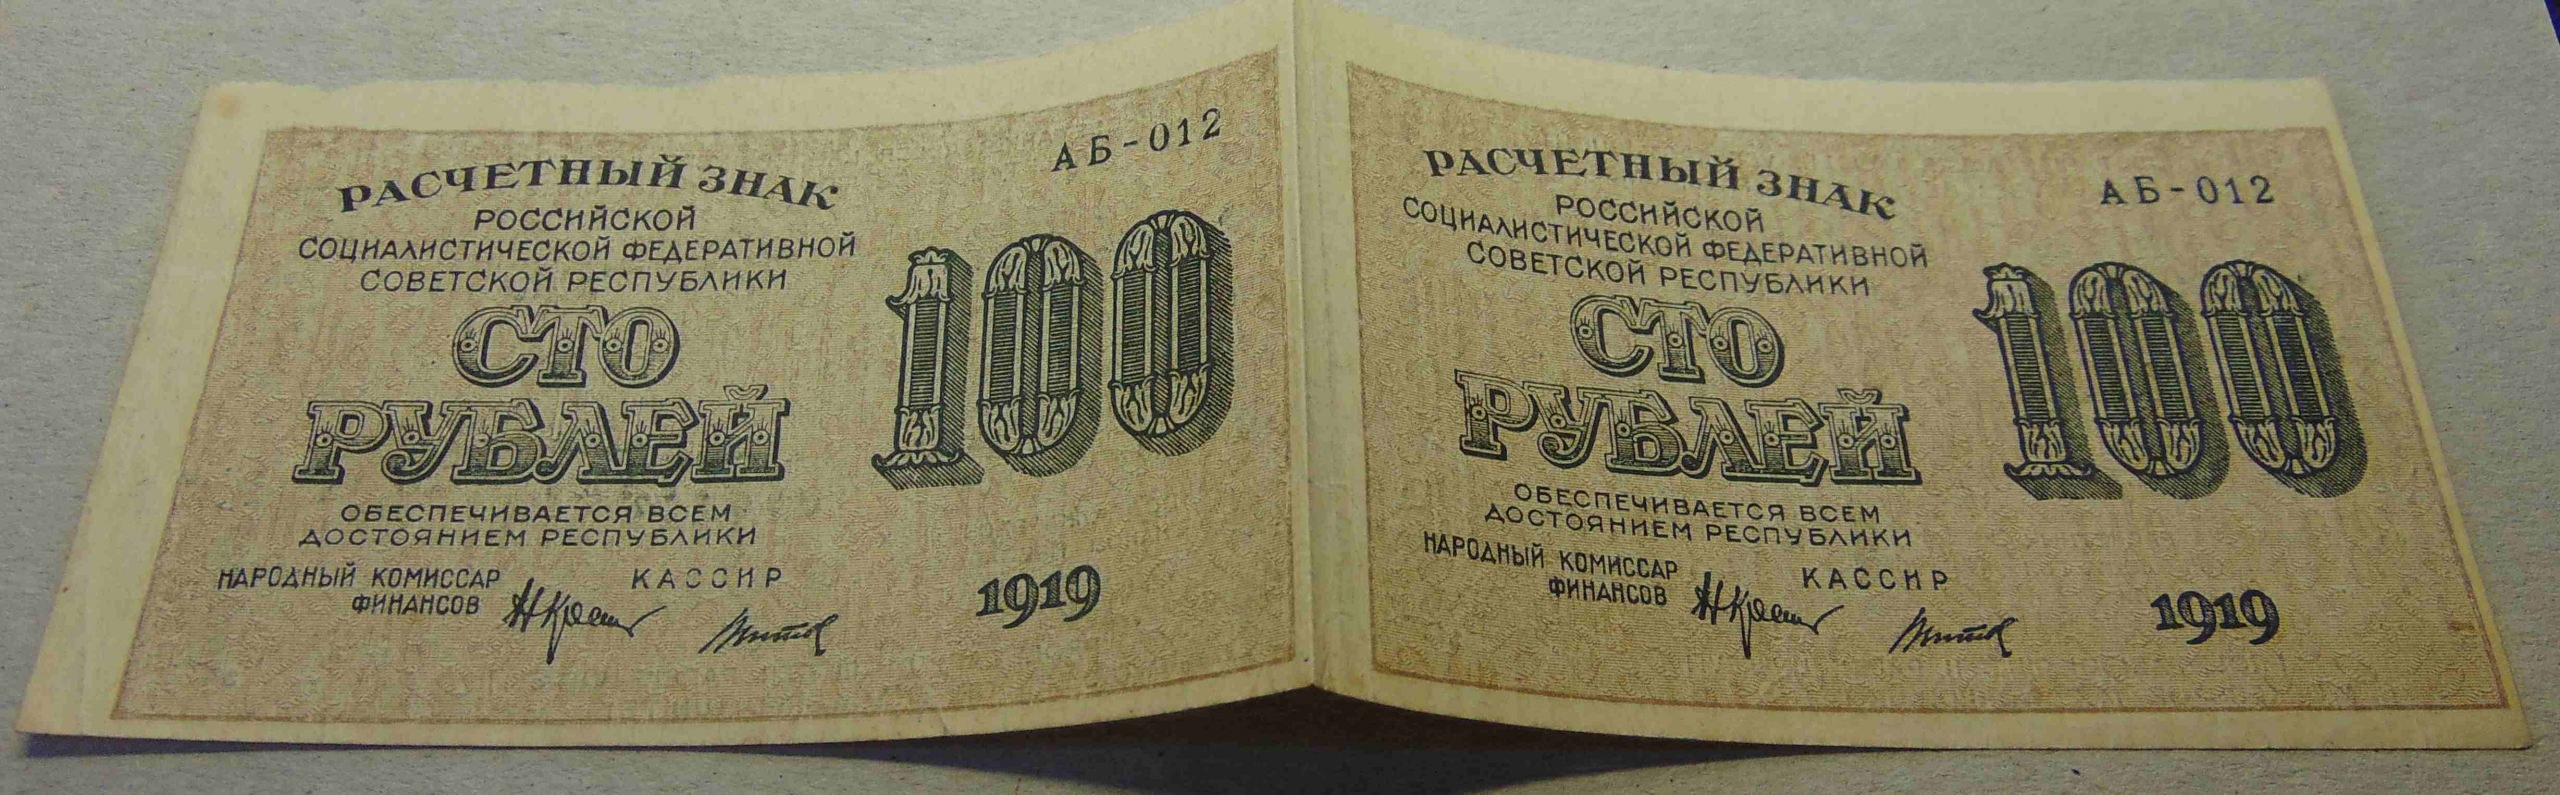 АБ-012
РАСЧЕТНЫЙ ЗНАК
РОССИЙСКОЙ
СОЦИАЛИСТИЧЕСКОЙ ФЕДЕРАТИВНОЙ
СОВЕТСКОЙ РЕСПУБЛИКИ
СТО
РУБЛЕЙ
100
ОБЕСПЕЧИВАЕТСЯ ВСЕМ
ДОСТОЯНИЕМ РЕСПУБЛИКИ
НАРОДНЫЙ КОМИССАР
ФИНАНСОВ
КАССИР
1919
АБ-012
РАСЧЕТНЫЙ ЗНАК
РОССИЙСКОЙ
СОЦИАЛИСТИЧЕСКОЙ ФЕДЕРАТИВНОЙ
СОВЕТСКОЙ РЕСПУБЛИКИ
СТО
РУБЛЕЙ
100
ОБЕСПЕЧИВАЕТСЯ ВСЕМ
ДОСТОЯНИЕМ РЕСПУБЛИКИ
НАРОДНЫЙ КОМИССАР
ФИНАНСОВ
КАССИР
1919